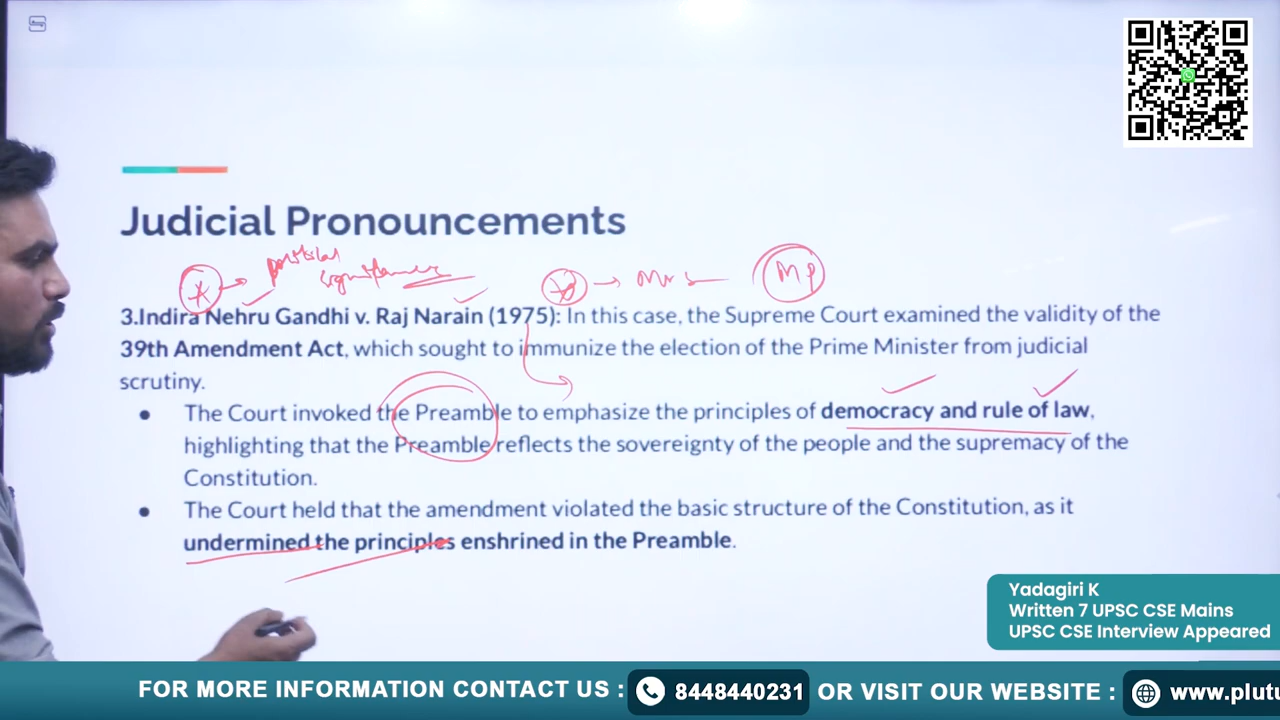 Judicial Pronouncements
political
significance
Mrs
MP
3.Indira Nehru Gandhi v. Raj Narain (1975): In this case, the Supreme Court examined the validity of the
39th Amendment Act, which sought to immunize the election of the Prime Minister from judicial
scrutiny.
● The Court invoked the Preamble to emphasize the principles of democracy and rule of law,
highlighting that the Preamble reflects the sovereignty of the people and the supremacy of the
Constitution.
● The Court held that the amendment violated the basic structure of the Constitution, as it
undermined the principles enshrined in the Preamble.
Yadagiri K
Written 7 UPSC CSE Mains
UPSC CSE Interview Appeared
FOR MORE INFORMATION CONTACT US : 8448440231 OR VISIT OUR WEBSITE : www.plutu